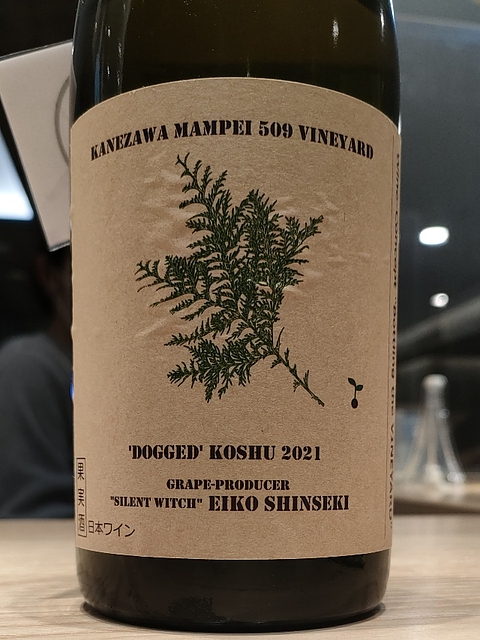 KANEZAWA MAMPEI 509 VINEYARD
'DOGGED' KOSHU 2021
GRAPE-PRODUCER
"SILENT WITCH" EIKO SHINSEKI
果実酒
日本ワイン